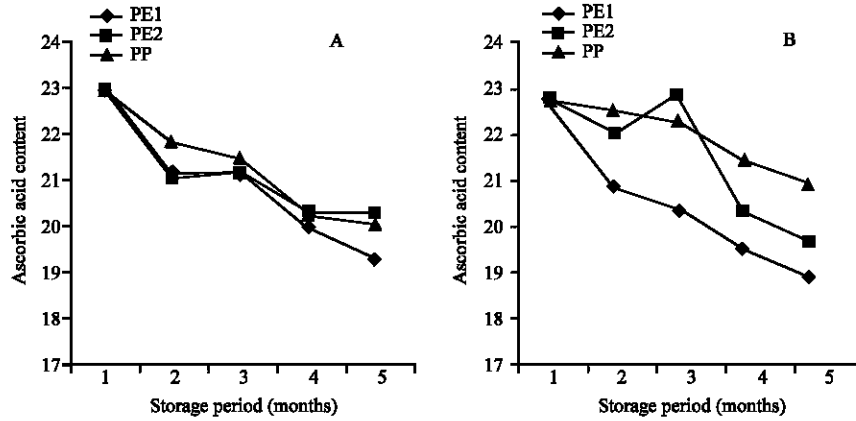 PE1
PE2
PP
A
24
23
22
21
20
19
18
17
Ascorbic acid content
1 2 3 4 5
Storage period (months)
PE1
PE2
PP
B
24
23
22
21
20
19
18
17
Ascorbic acid content
1 2 3 4 5
Storage period (months)